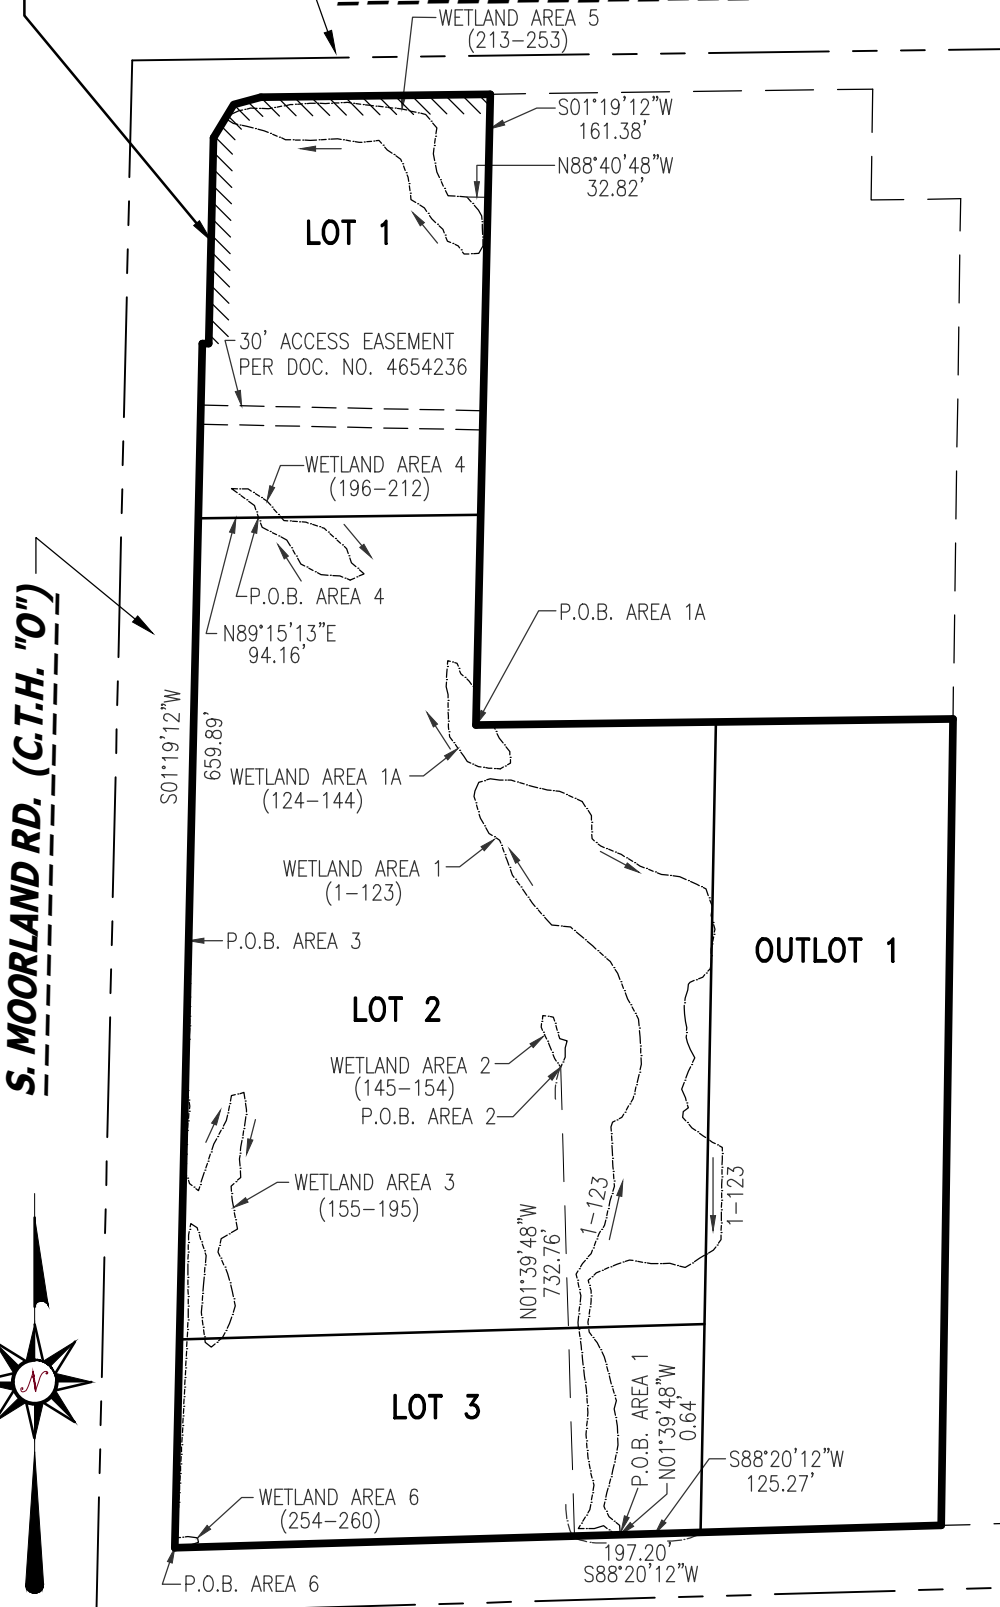 WETLAND AREA 5
(213-253)
S01°19'12"W
161.38'
N88°40'48"W
32.82'
LOT 1
30' ACCESS EASEMENT
PER DOC. NO. 4654236
WETLAND AREA 4
(196-212)
P.O.B. AREA 4
N89°15'13"E
94.16'
P.O.B. AREA 1A
S. MOORLAND RD. (C.T.H. "O")
S01°19'12"W
659.89'
WETLAND AREA 1A
(124-144)
WETLAND AREA 1
(1-123)
P.O.B. AREA 3
OUTLOT 1
LOT 2
WETLAND AREA 2
(145-154)
P.O.B. AREA 2
WETLAND AREA 3
(155-195)
N01°39'48"W
732.76'
1-123
1-123
N
LOT 3
P.O.B. AREA 1
N01°39'48"W
0.64'
S88°20'12"W
125.27'
WETLAND AREA 6
(254-260)
197.20'
S88°20'12"W
P.O.B. AREA 6